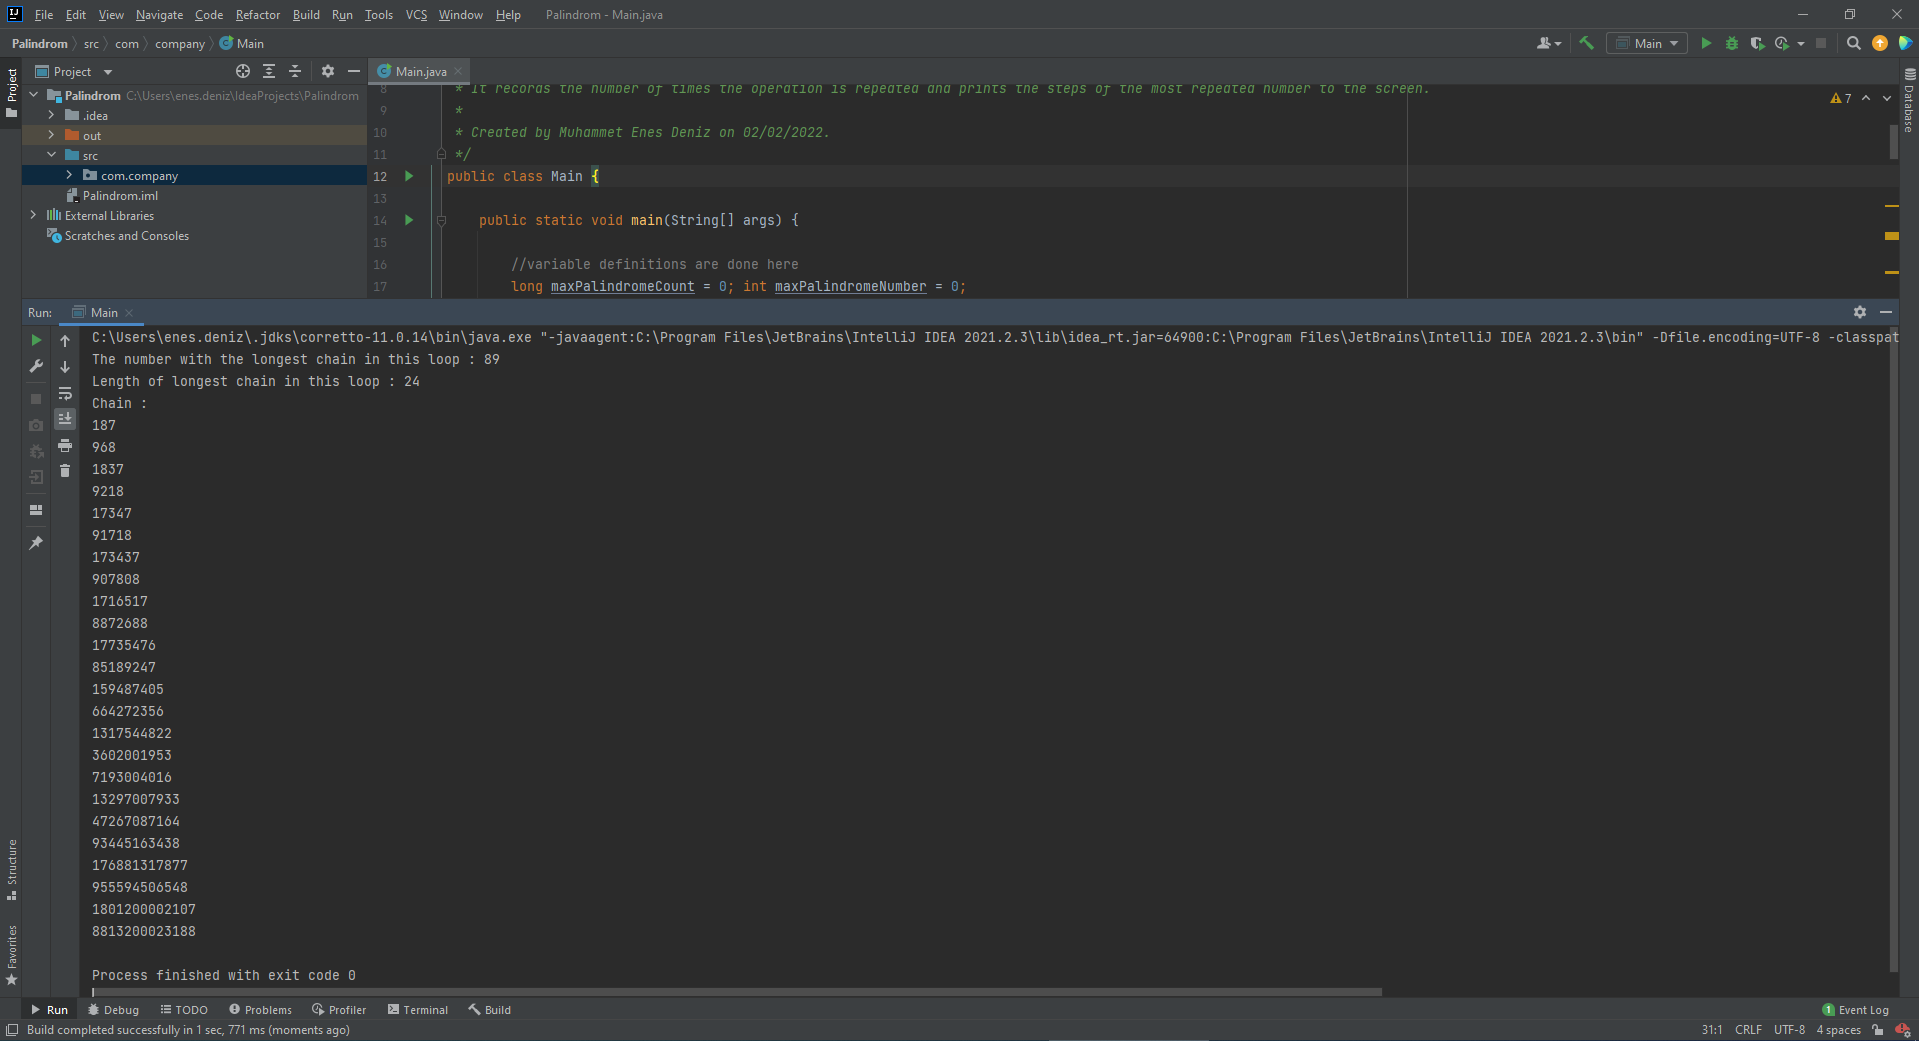 File Edit View Navigate Code Refactor Build Run Tools VCS Window Help Palindrom - Main.java
Palindrom src com company Main
Main
Project
Main.java
Palindrom C:\Users\enes.deniz\IdeaProjects\Palindrom
.idea
out
src
com.company
Palindrom.iml
External Libraries
Scratches and Consoles
Project
Structure
Favorites
Database
7
8 * It records the number of times the operation is repeated and prints the steps of the most repeated number to the screen.
9 *
10 * Created by Muhammet Enes Deniz on 02/02/2022.
11 */
12 public class Main {
13
14 public static void main(String[] args) {
15
16 //variable definitions are done here
17 long maxPalindromeCount = 0; int maxPalindromeNumber = 0;
Run: Main
C:\Users\enes.deniz\.jdks\corretto-11.0.14\bin\java.exe "-javaagent:C:\Program Files\JetBrains\IntelliJ IDEA 2021.2.3\lib\idea_rt.jar=64900:C:\Program Files\JetBrains\IntelliJ IDEA 2021.2.3\bin" -Dfile.encoding=UTF-8 -classpat
The number with the longest chain in this loop : 89
Length of longest chain in this loop : 24
Chain :
187
968
1837
9218
17347
91718
173437
907808
1716517
8872688
17735476
85189247
159487405
664272356
1317544822
3602001953
7193004016
13297007933
47267087164
93445163438
176881317877
955594506548
1801200002107
8813200023188
Process finished with exit code 0
Run Debug TODO Problems Profiler Terminal Build
1 Event Log
Build completed successfully in 1 sec, 771 ms (moments ago)
31:1 CRLF UTF-8 4 spaces